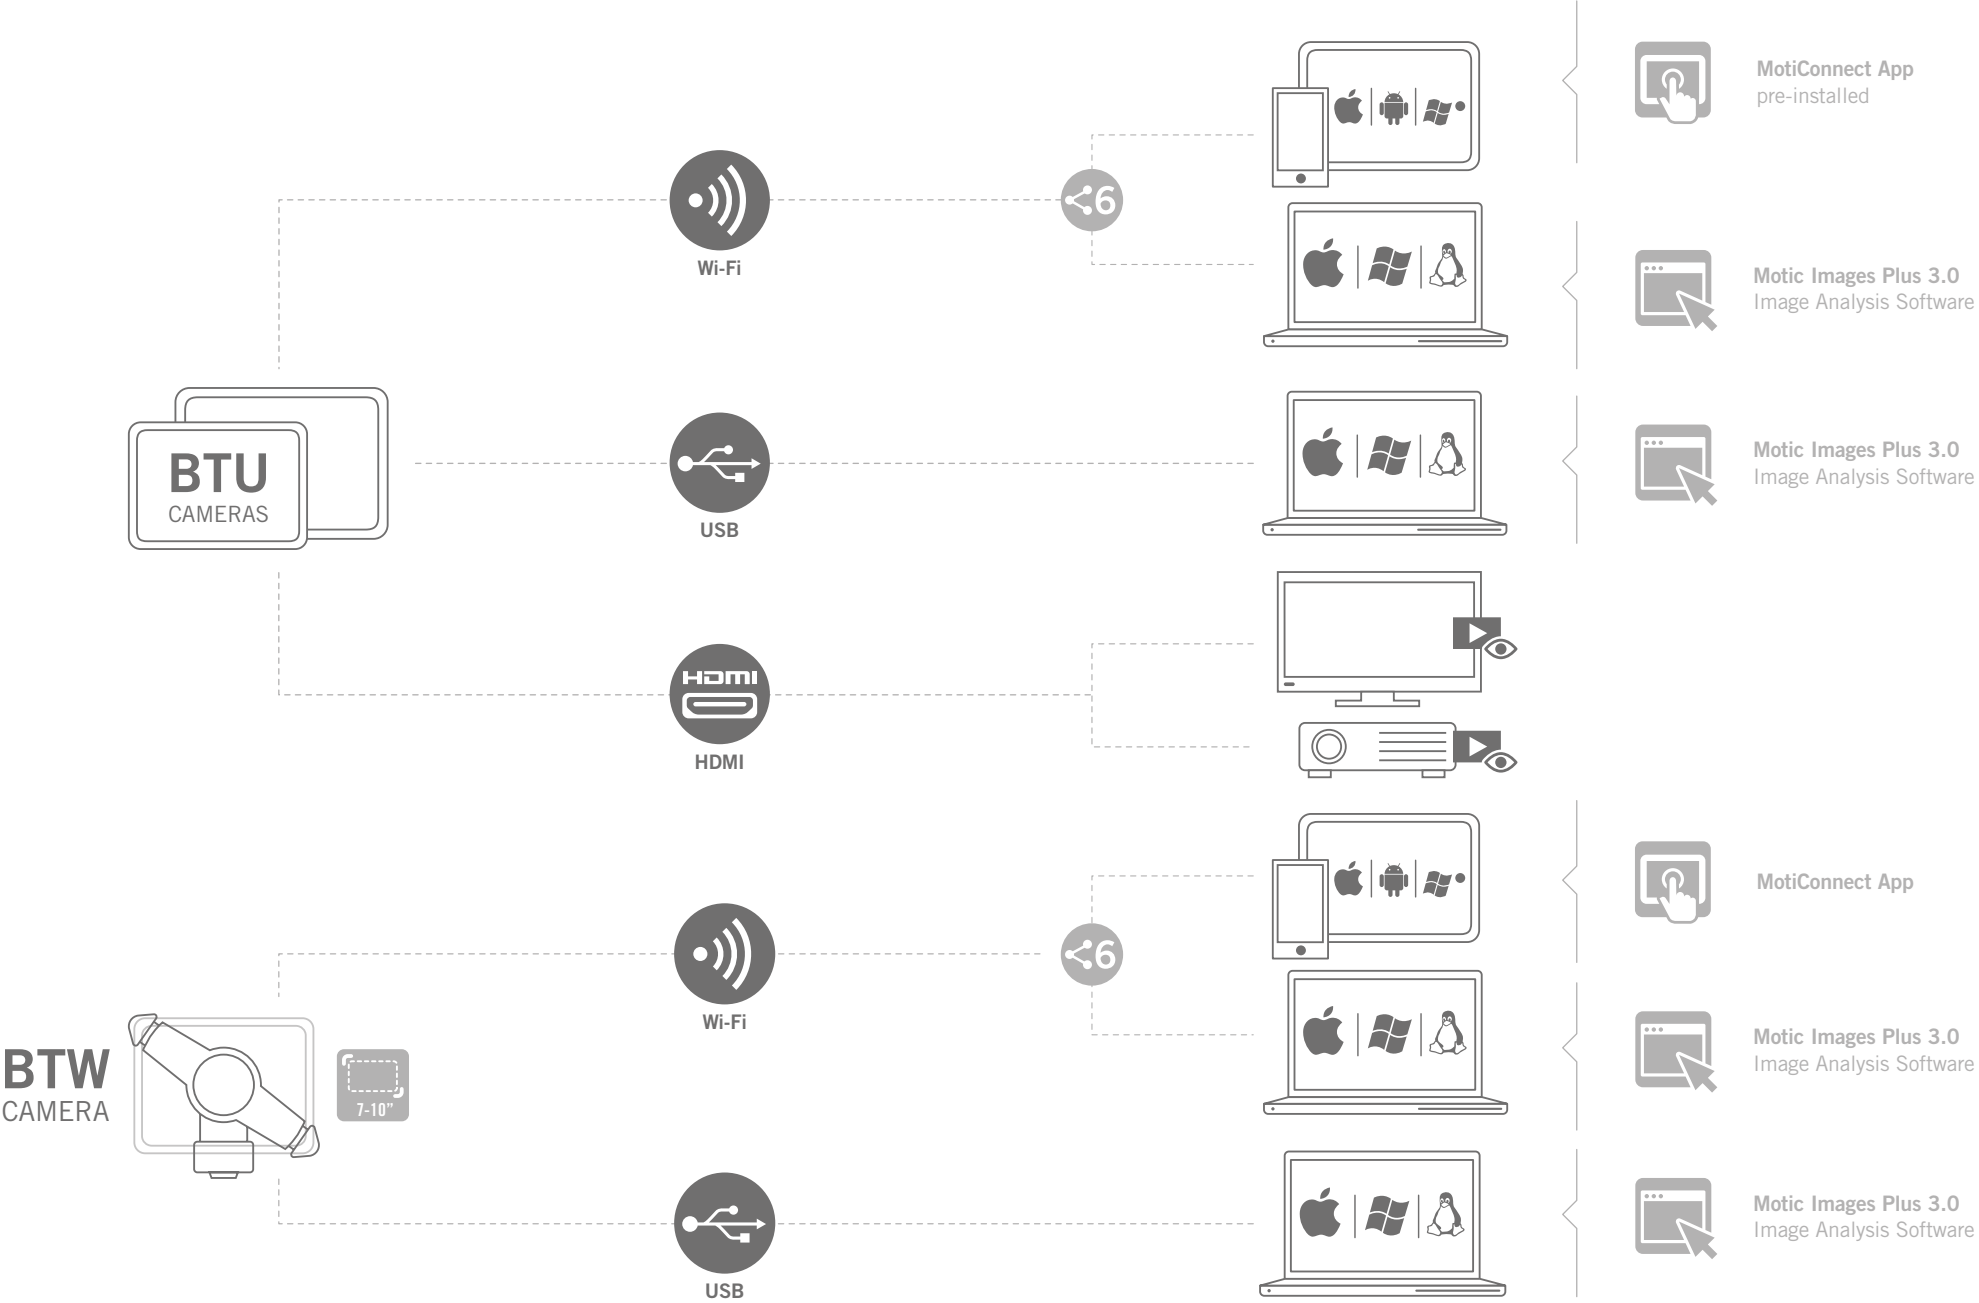 MotiConnect App
pre-installed
6
Wi-Fi
Motic Images Plus 3.0
Image Analysis Software
BTU
CAMERAS
USB
Motic Images Plus 3.0
Image Analysis Software
HDMI
HDMI
MotiConnect App
6
Wi-Fi
Motic Images Plus 3.0
Image Analysis Software
BTW
CAMERA
7-10”
USB
Motic Images Plus 3.0
Image Analysis Software